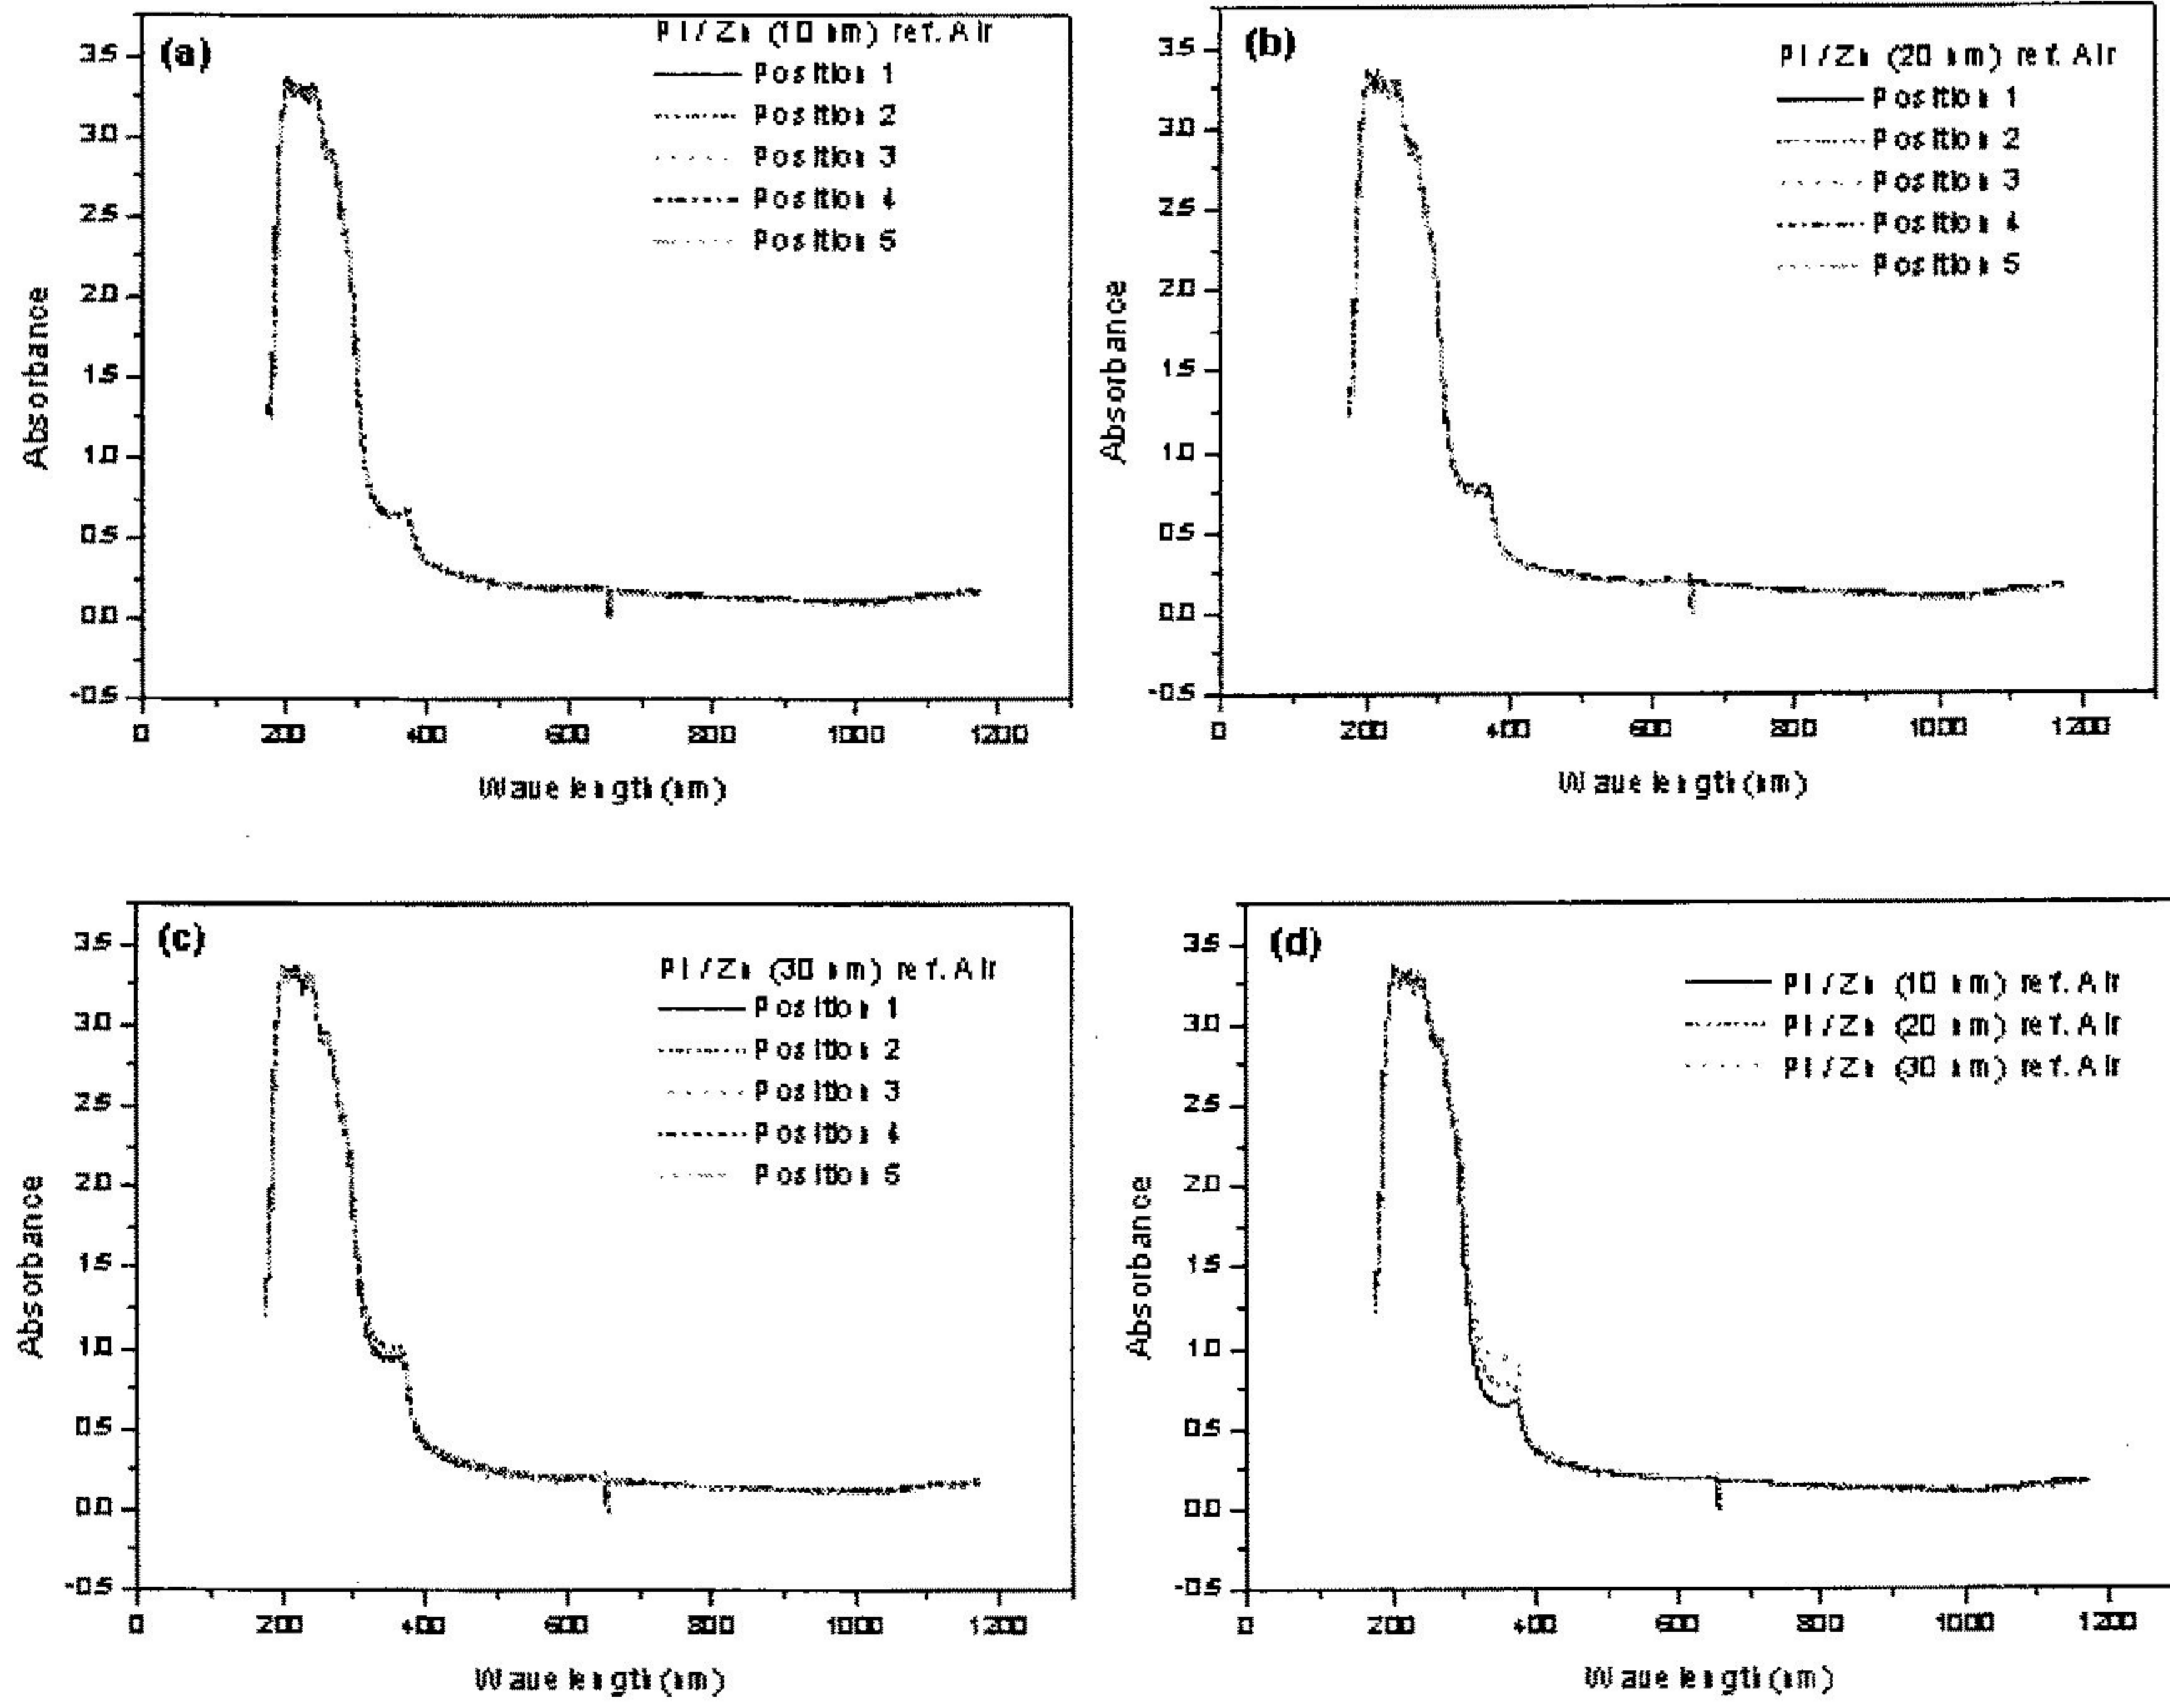 (a)
PI/Zn (10 nm) ref. Air
Position 1
Position 2
Position 3
Position 4
Position 5
3.5
3.0
2.5
2.0
1.5
1.0
0.5
0.0
-0.5
Absorbance
0 200 400 600 800 1000 1200
Wavelength(nm)
(b)
PI/Zn (20 nm) ref. Air
Position 1
Position 2
Position 3
Position 4
Position 5
3.5
3.0
2.5
2.0
1.5
1.0
0.5
0.0
-0.5
Absorbance
0 200 400 600 800 1000 1200
Wavelength(nm)
(c)
PI/Zn (30 nm) ref. Air
Position 1
Position 2
Position 3
Position 4
Position 5
3.5
3.0
2.5
2.0
1.5
1.0
0.5
0.0
-0.5
Absorbance
0 200 400 600 800 1000 1200
Wavelength(nm)
(d)
PI/Zn (10 nm) ref. Air
PI/Zn (20 nm) ref. Air
PI/Zn (30 nm) ref. Air
3.5
3.0
2.5
2.0
1.5
1.0
0.5
0.0
-0.5
Absorbance
0 200 400 600 800 1000 1200
Wavelength(nm)